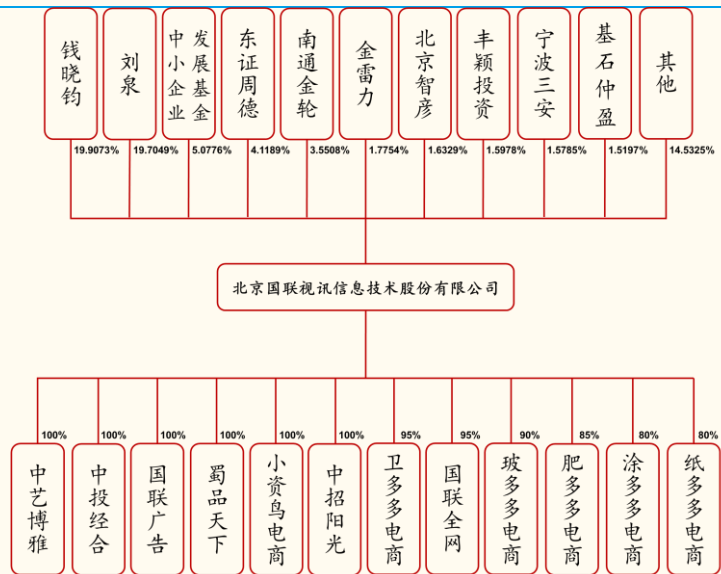 钱晓钧
刘泉
中小企业
发展基金
东证周德
南通金轮
金雷力
北京智彦
丰颖投资
宁波三安
基石仲盈
其他
19.9073%
19.7049%
5.0776%
4.1189%
3.5508%
1.7754%
1.6329%
1.5978%
1.5785%
1.5197%
14.5325%
北京国联视讯信息技术股份有限公司
100%
100%
100%
100%
100%
100%
95%
95%
90%
85%
80%
80%
中艺博雅
中投经合
国联广告
蜀品天下
小资鸟电商
中招阳光
卫多多电商
国联全网
玻多多电商
肥多多电商
涂多多电商
纸多多电商